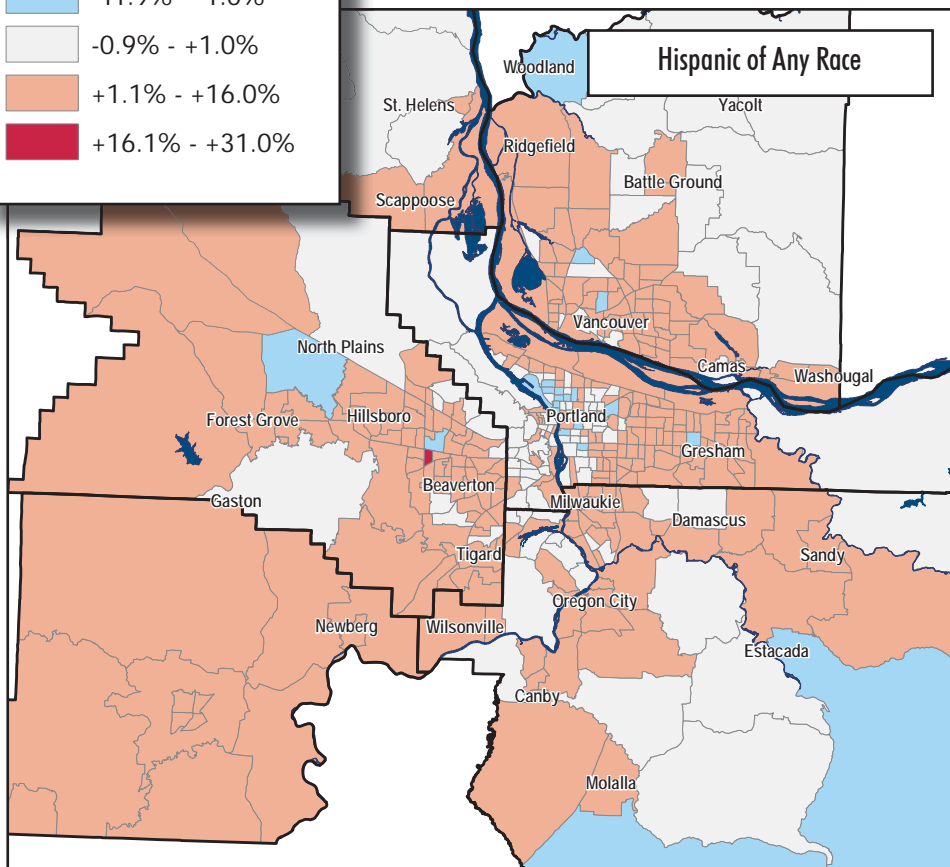 -0.9% - +1.0%
+1.1% - +16.0%
+16.1% - +31.0%
Hispanic of Any Race
Woodland
St. Helens
Yacolt
Ridgefield
Battle Ground
Scappoose
Vancouver
North Plains
Camas
Washougal
Forest Grove
Hillsboro
Portland
Gresham
Beaverton
Gaston
Milwaukie
Damascus
Tigard
Sandy
Oregon City
Newberg
Wilsonville
Estacada
Canby
Molalla